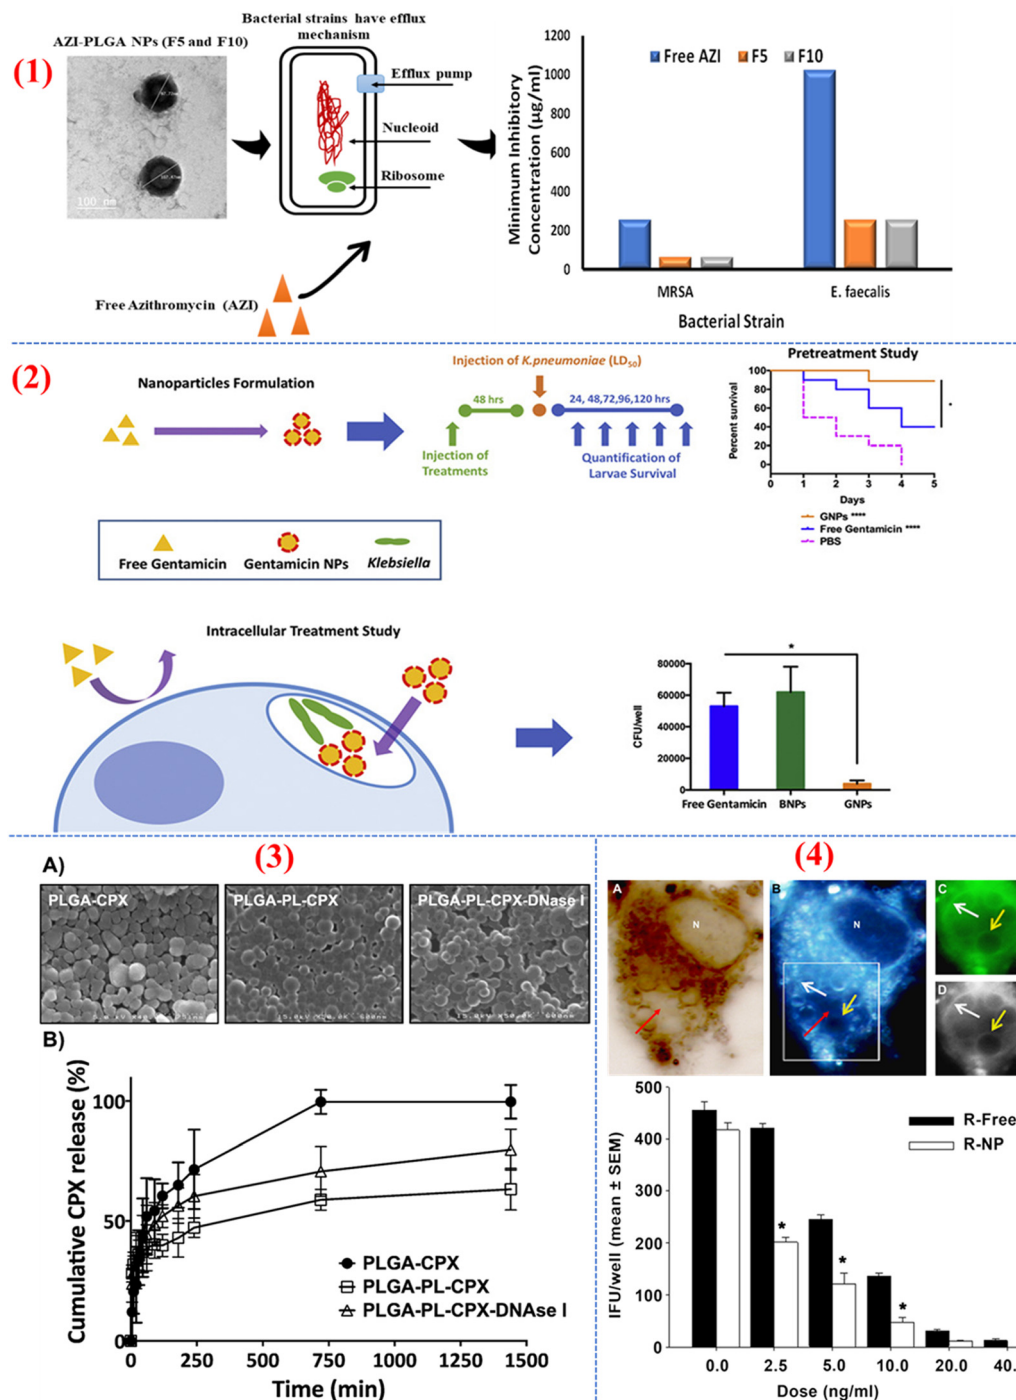 (1)
AZI-PLGA NPs (F5 and F10)
100 nm
Bacterial strains have efflux
mechanism
Efflux pump
Nucleoid
Ribosome
Free Azithromycin (AZI)
Minimum Inhibitory
Concentration (µg/ml)
1200
1000
800
600
400
200
0
Free AZI
F5
F10
MRSA
E. faecalis
Bacterial Strain
(2)
Nanoparticles Formulation
Injection of K.pneumoniae (LD50)
48 hrs
24, 48,72,96,120 hrs
Injection of
Treatments
Quantification of
Larvae Survival
Pretreatment Study
Percent survival
100
80
60
40
20
0
0 1 2 3 4 5
Days
*
GNPs ****
Free Gentamicin ****
PBS
Free Gentamicin
Gentamicin NPs
Klebsiella
Intracellular Treatment Study
CFU/well
80000
60000
40000
20000
0
*
Free Gentamicin
BNPs
GNPs
(3)
A)
PLGA-CPX
PLGA-PL-CPX
PLGA-PL-CPX-DNase I
B)
Cumulative CPX release (%)
100
50
0
0 250 500 750 1000 1250 1500
Time (min)
PLGA-CPX
PLGA-PL-CPX
PLGA-PL-CPX-DNAse I
(4)
A
N
B
N
C
D
IFU/well (mean ± SEM)
500
400
300
200
100
0
R-Free
R-NP
*
*
*
0.0 2.5 5.0 10.0 20.0 40.
Dose (ng/ml)